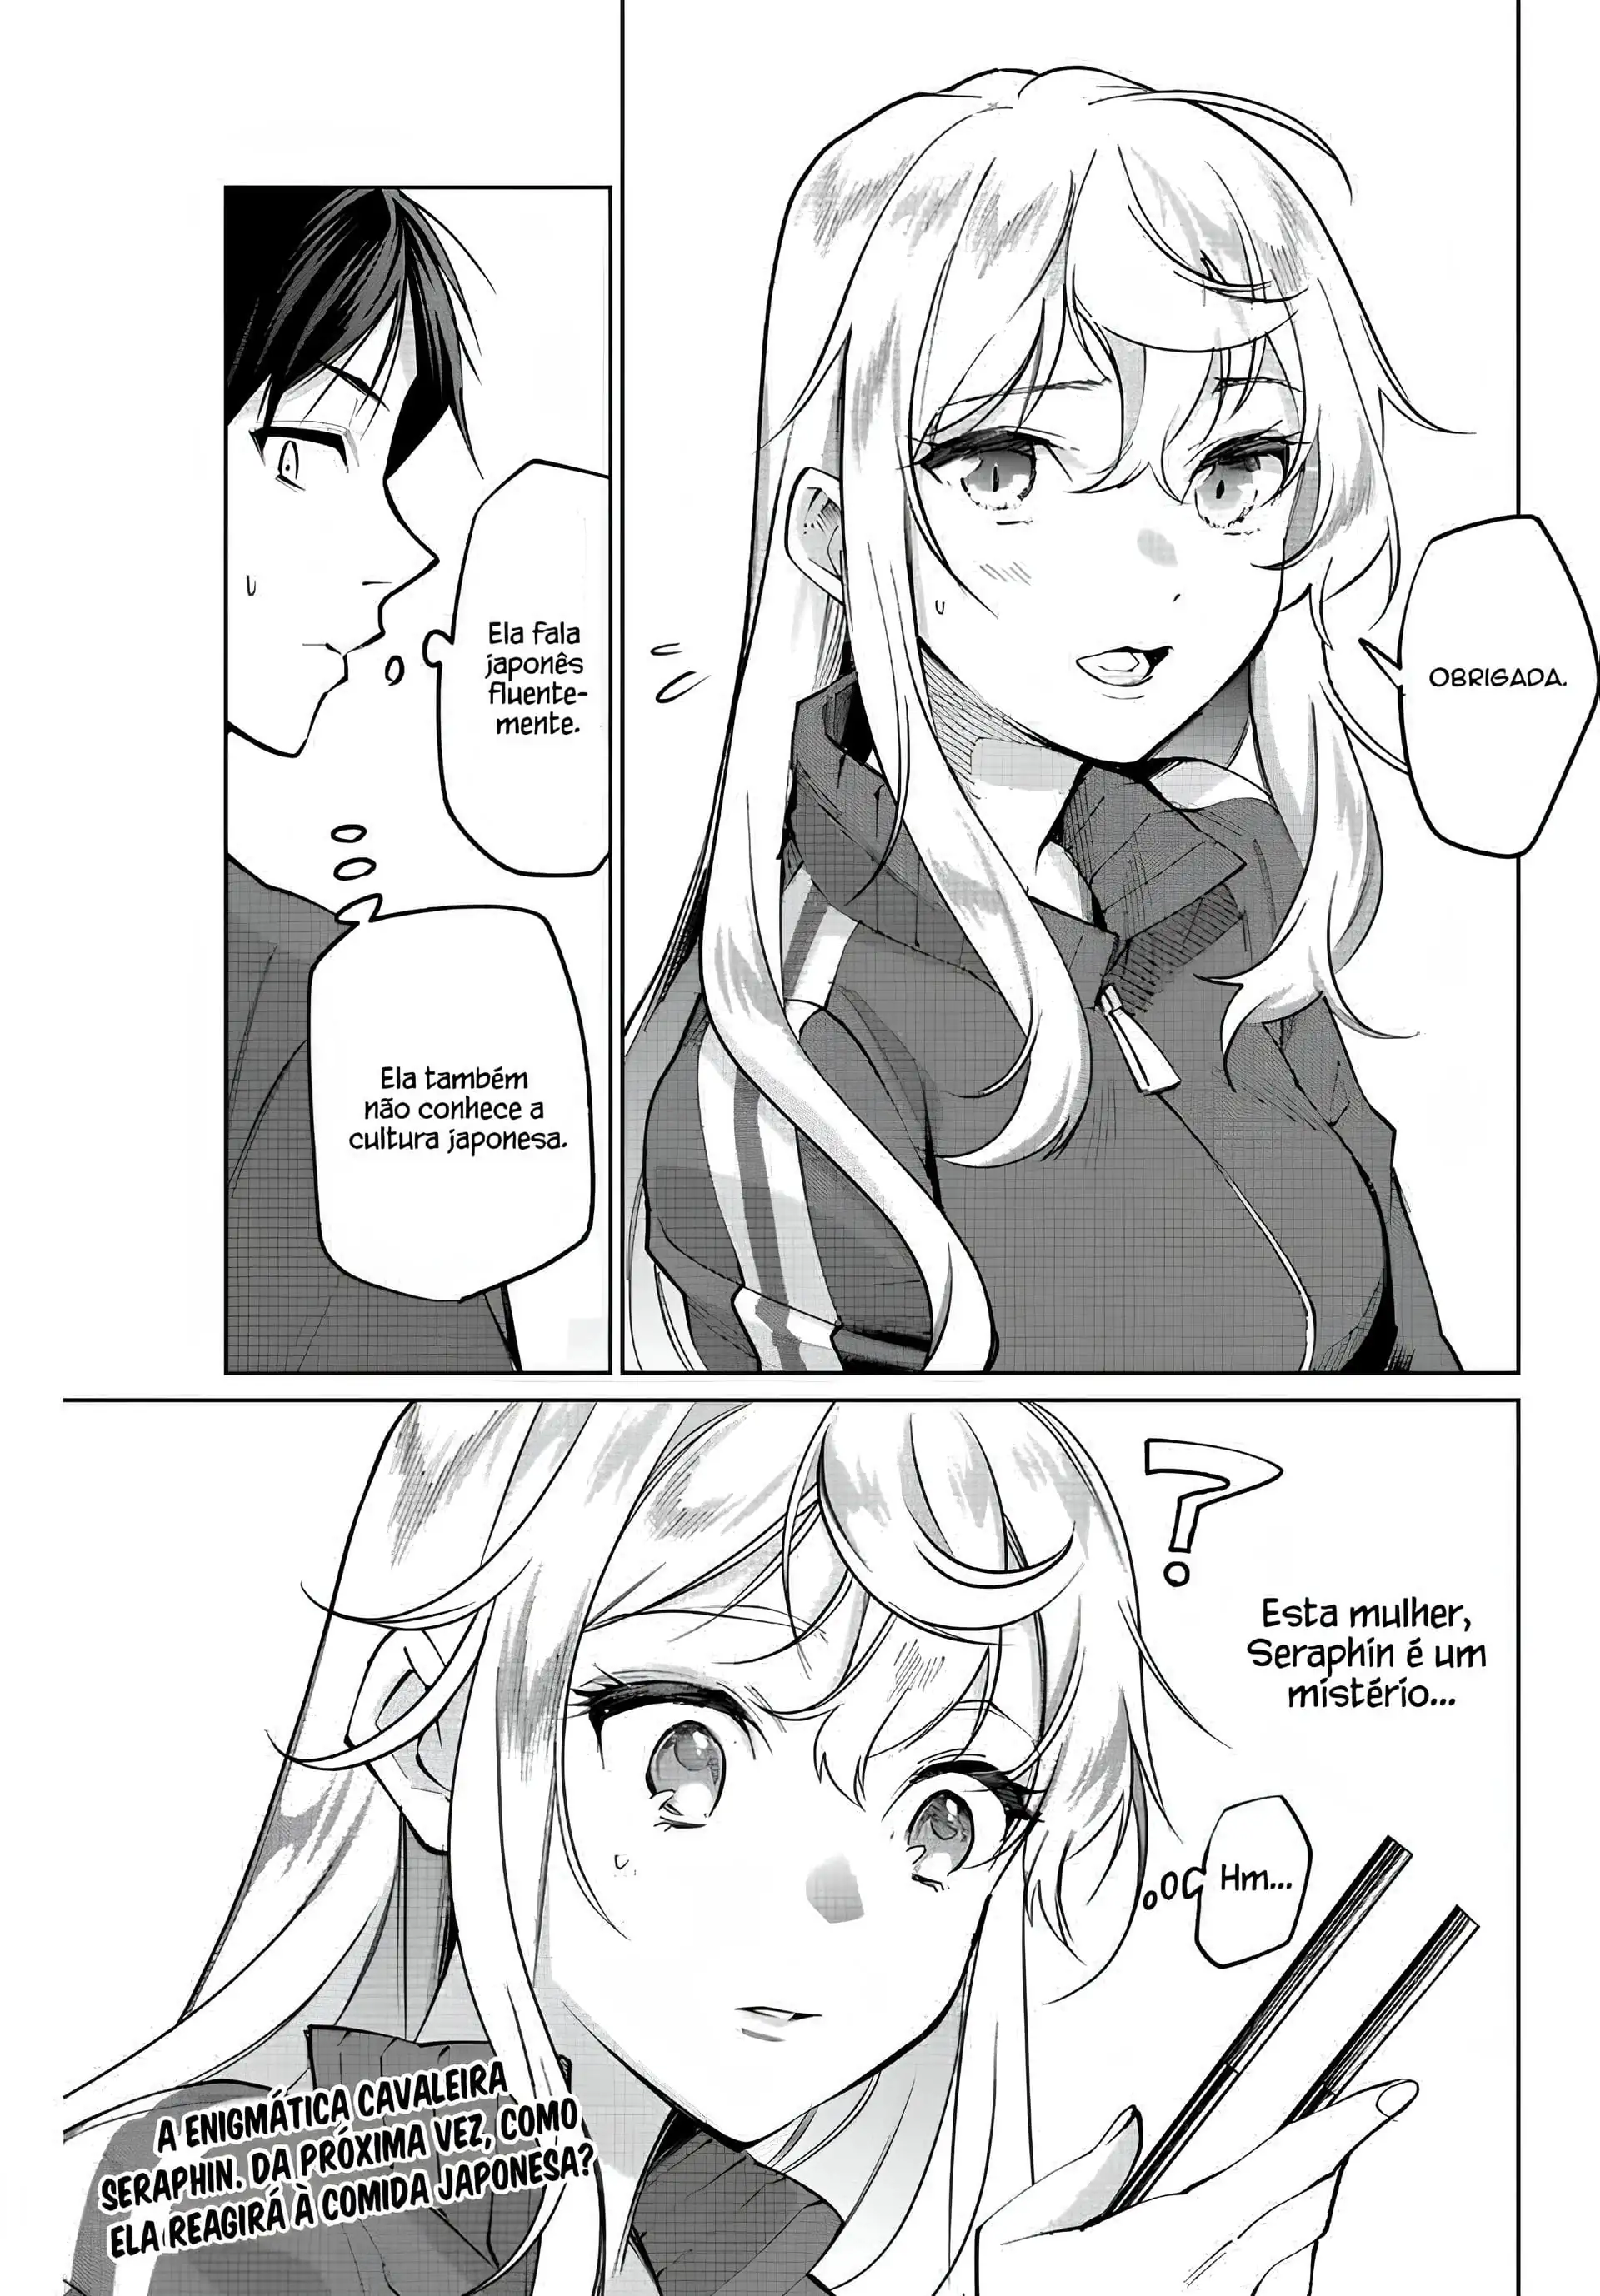 OBRIGADA.
Ela fala
japonês
fluente-
mente.
Ela também
não conhece a
cultura japonesa.
?
Esta mulher,
Seraphin é um
mistério...
Hm...
A ENIGMÁTICA CAVALEIRA
SERAPHIN. DA PRÓXIMA VEZ, COMO
ELA REAGIRÁ À COMIDA JAPONESA?